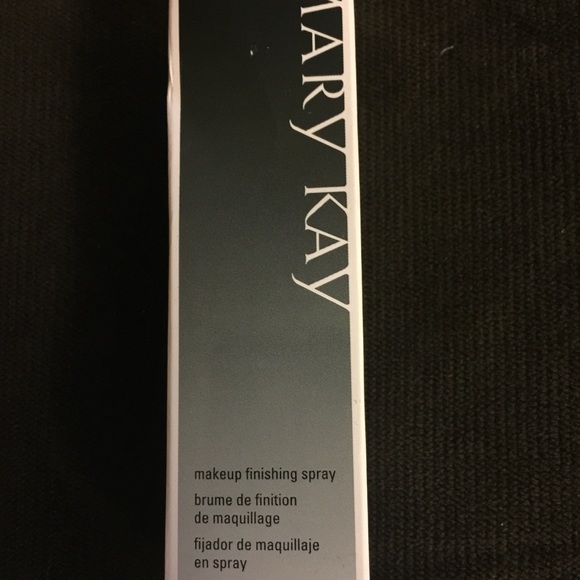 MARY KAY
makeup finishing spray
brume de finition
de maquillage
fijador de maquillaje
en spray